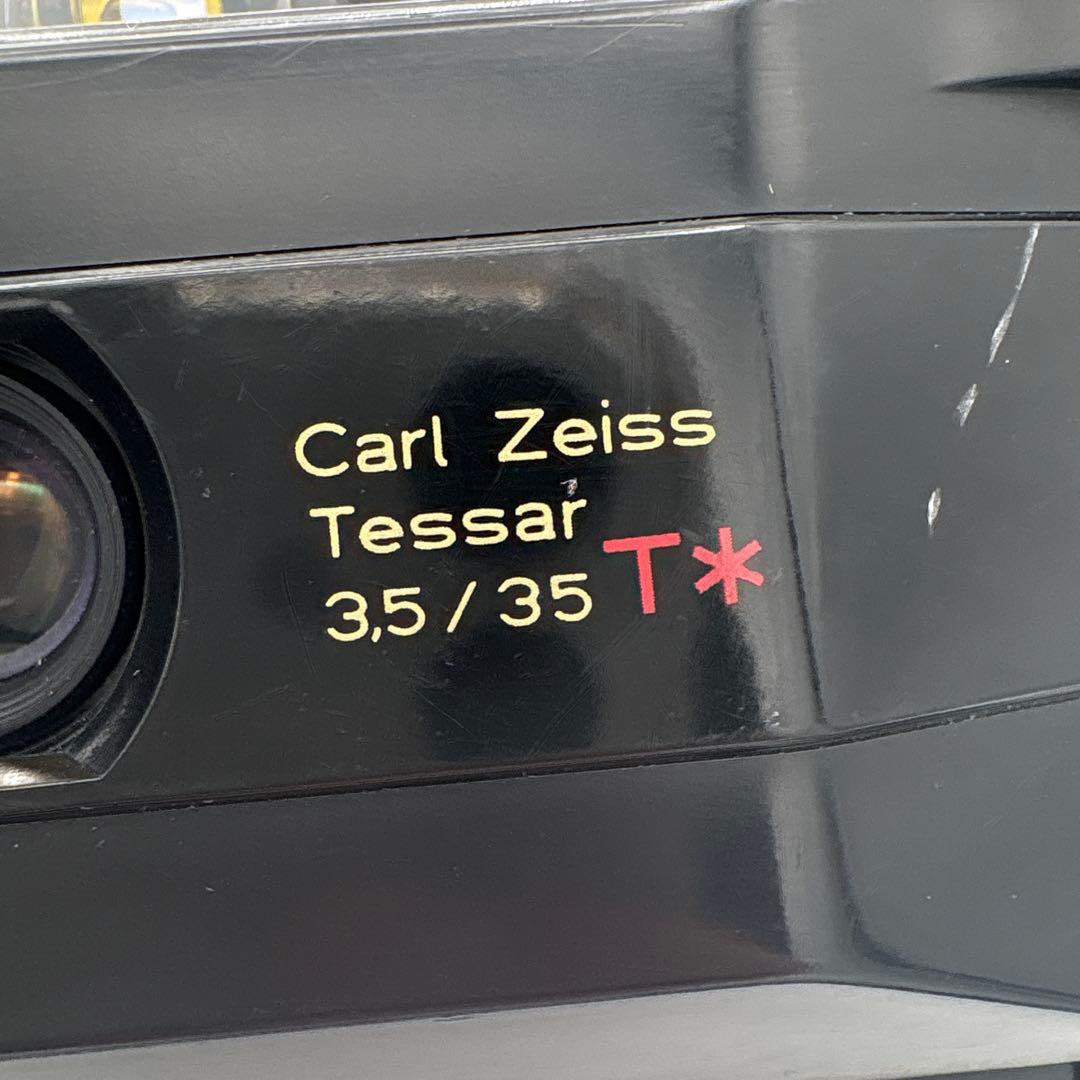 Carl Zeiss
Tessar
3,5 / 35 T*